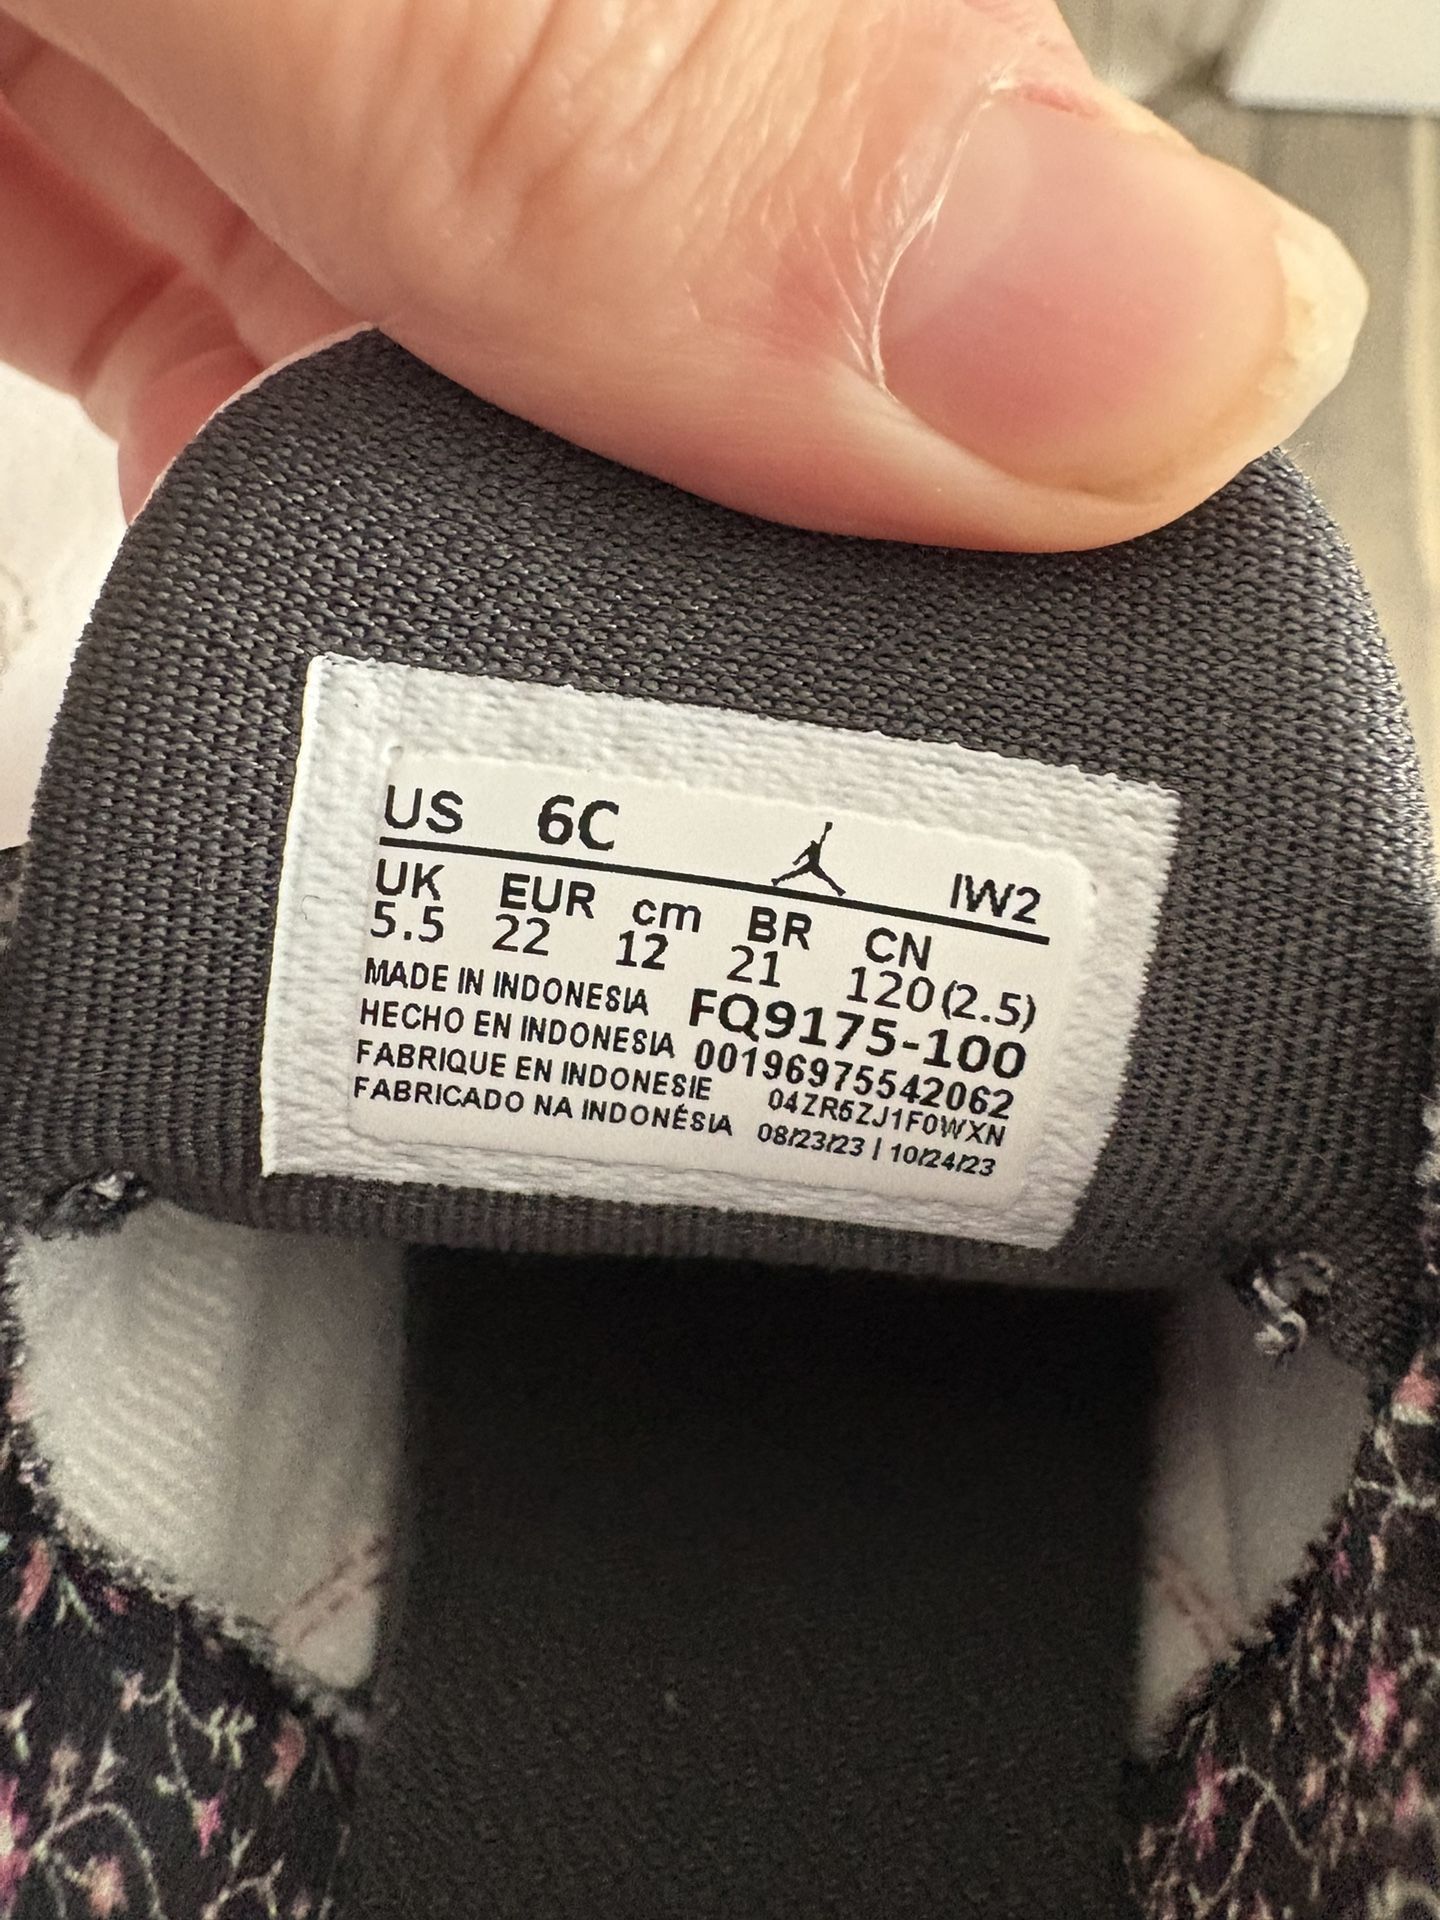 US 6C IW2
UK EUR cm BR CN
5.5 22 12 21 120(2.5)
MADE IN INDONESIA FQ9175-100
HECHO EN INDONESIA 00196975542062
FABRIQUE EN INDONESIE 04ZR5ZJ1F0WXN
FABRICADO NA INDONÉSIA 08/23/23 | 10/24/23